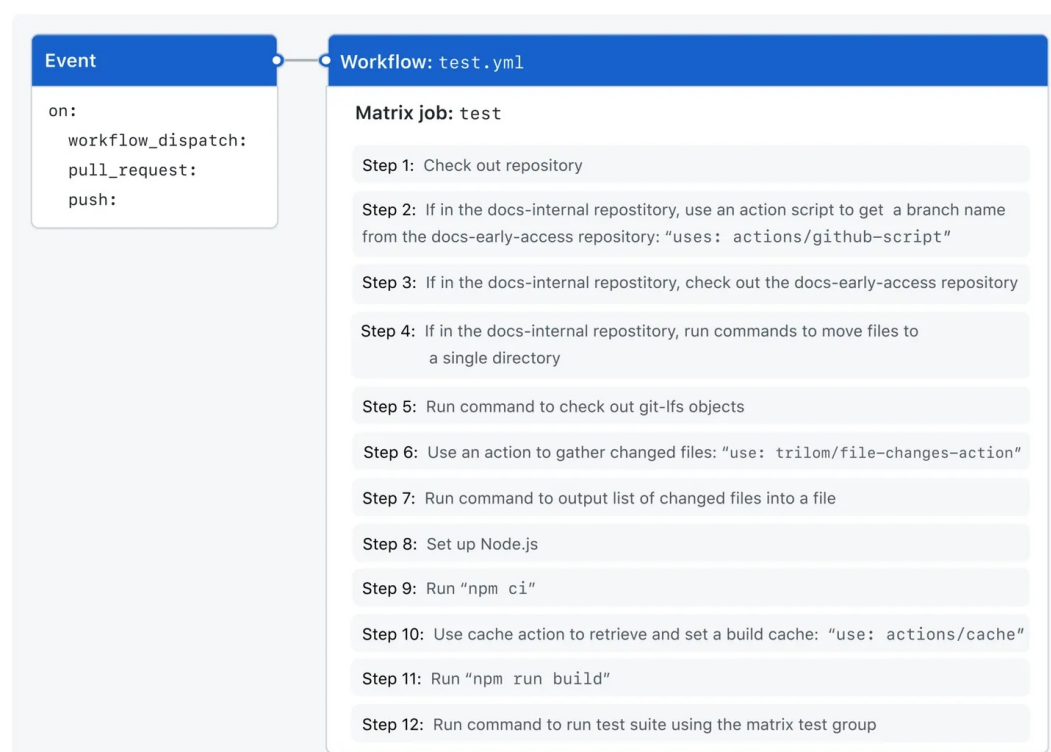 Event
on:
workflow_dispatch:
pull_request:
push:
Workflow: test.yml
Matrix job: test
Step 1: Check out repository
Step 2: If in the docs-internal repostitory, use an action script to get a branch name
from the docs-early-access repository: “uses: actions/github-script”
Step 3: If in the docs-internal repostitory, check out the docs-early-access repository
Step 4: If in the docs-internal repostitory, run commands to move files to
a single directory
Step 5: Run command to check out git-lfs objects
Step 6: Use an action to gather changed files: “use: trilom/file-changes-action”
Step 7: Run command to output list of changed files into a file
Step 8: Set up Node.js
Step 9: Run “npm ci”
Step 10: Use cache action to retrieve and set a build cache: “use: actions/cache”
Step 11: Run “npm run build”
Step 12: Run command to run test suite using the matrix test group